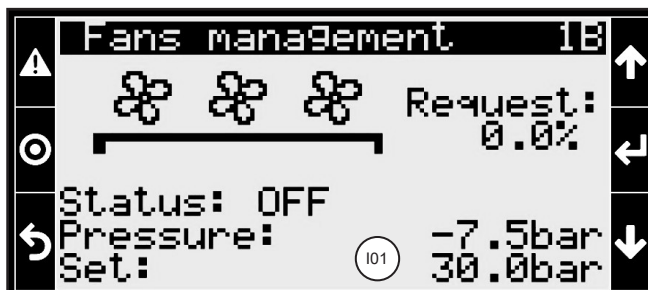 Fans management 1B
Request:
0.0%
Status: OFF
Pressure: -7.5bar
Set: 30.0bar
I01